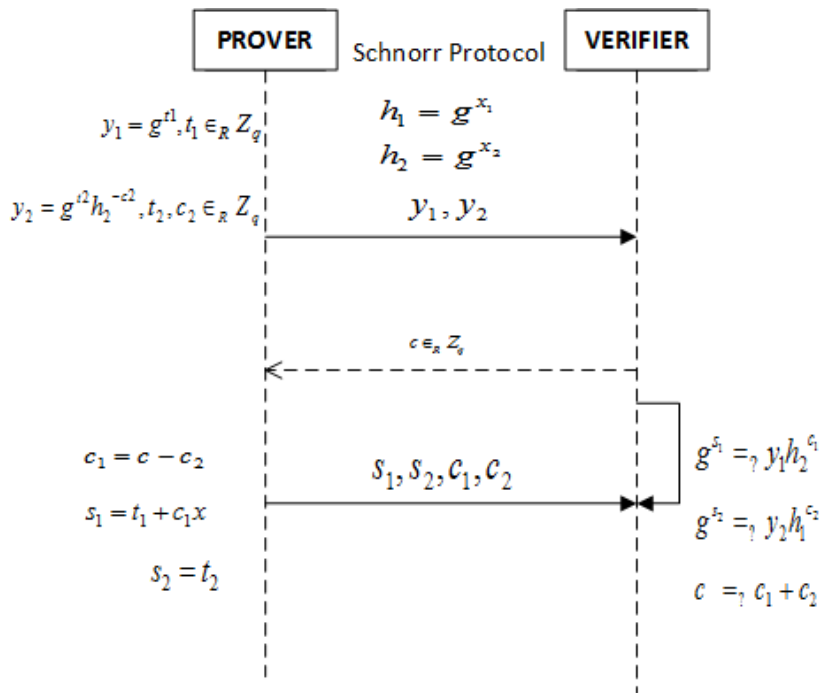 PROVER
VERIFIER
Schnorr Protocol
y₁ = g^{t1}, t₁ ∈_R Z_q
h₁ = g^{x₁}
h₂ = g^{x₂}
y₂ = g^{t2} h₂^{-c2}, t₂, c₂ ∈_R Z_q
y₁, y₂
c ∈_R Z_q
c₁ = c − c₂
s₁, s₂, c₁, c₂
g^{s₁} =_? y₁h₂^{c₁}
s₁ = t₁ + c₁x
g^{s₂} =_? y₂h₁^{c₂}
s₂ = t₂
c =_? c₁ + c₂